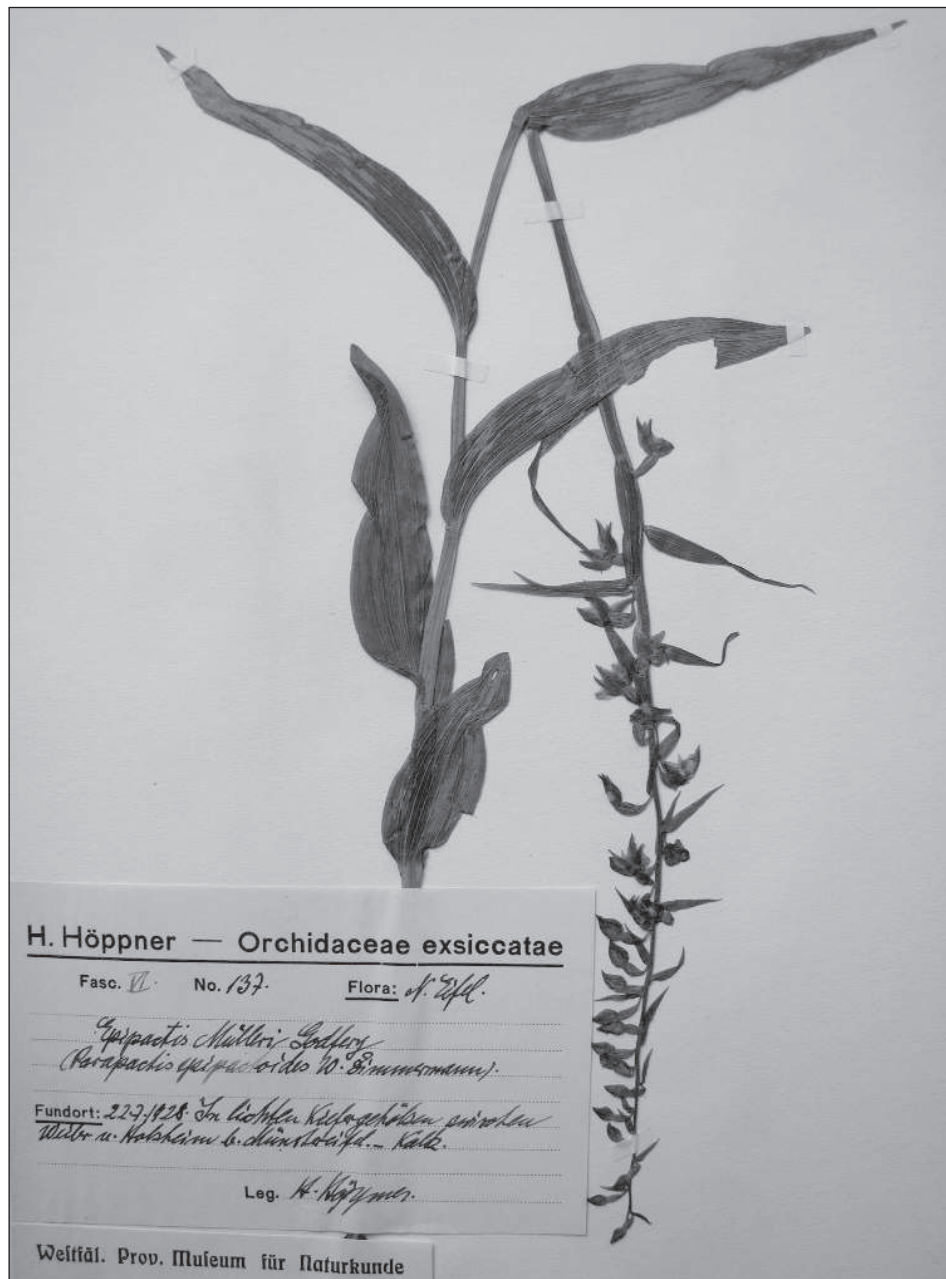 H. Höppner — Orchidaceae exsiccatae
Fasc. VI. No. 137. Flora: N. Eifel.
Epipactis Mülleri Godfery
(Parapactis epipactoides W. Zimmermann).
Fundort: 22.7.1928. In lichten Kieferngehölzen zwischen
Weiler u. Holzheim b. Münstereifel. – Kalk.
Leg. H. Höppner.
Westfäl. Prov. Museum für Naturkunde